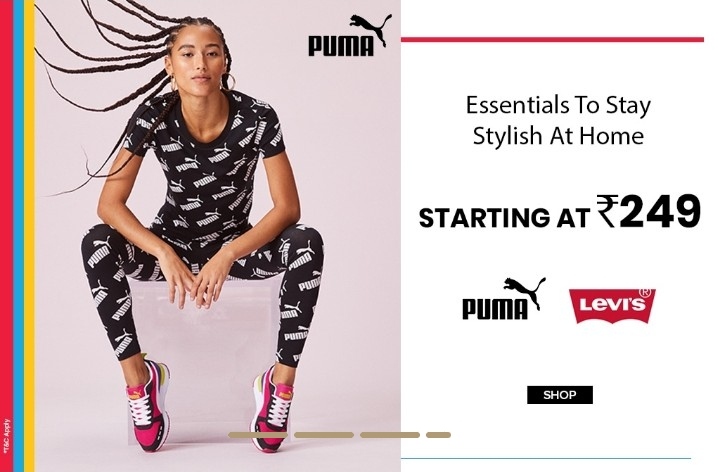 PUMA
Essentials To Stay
Stylish At Home
STARTING AT ₹249
PUMA
LEVI'S®
SHOP
*T&C Apply